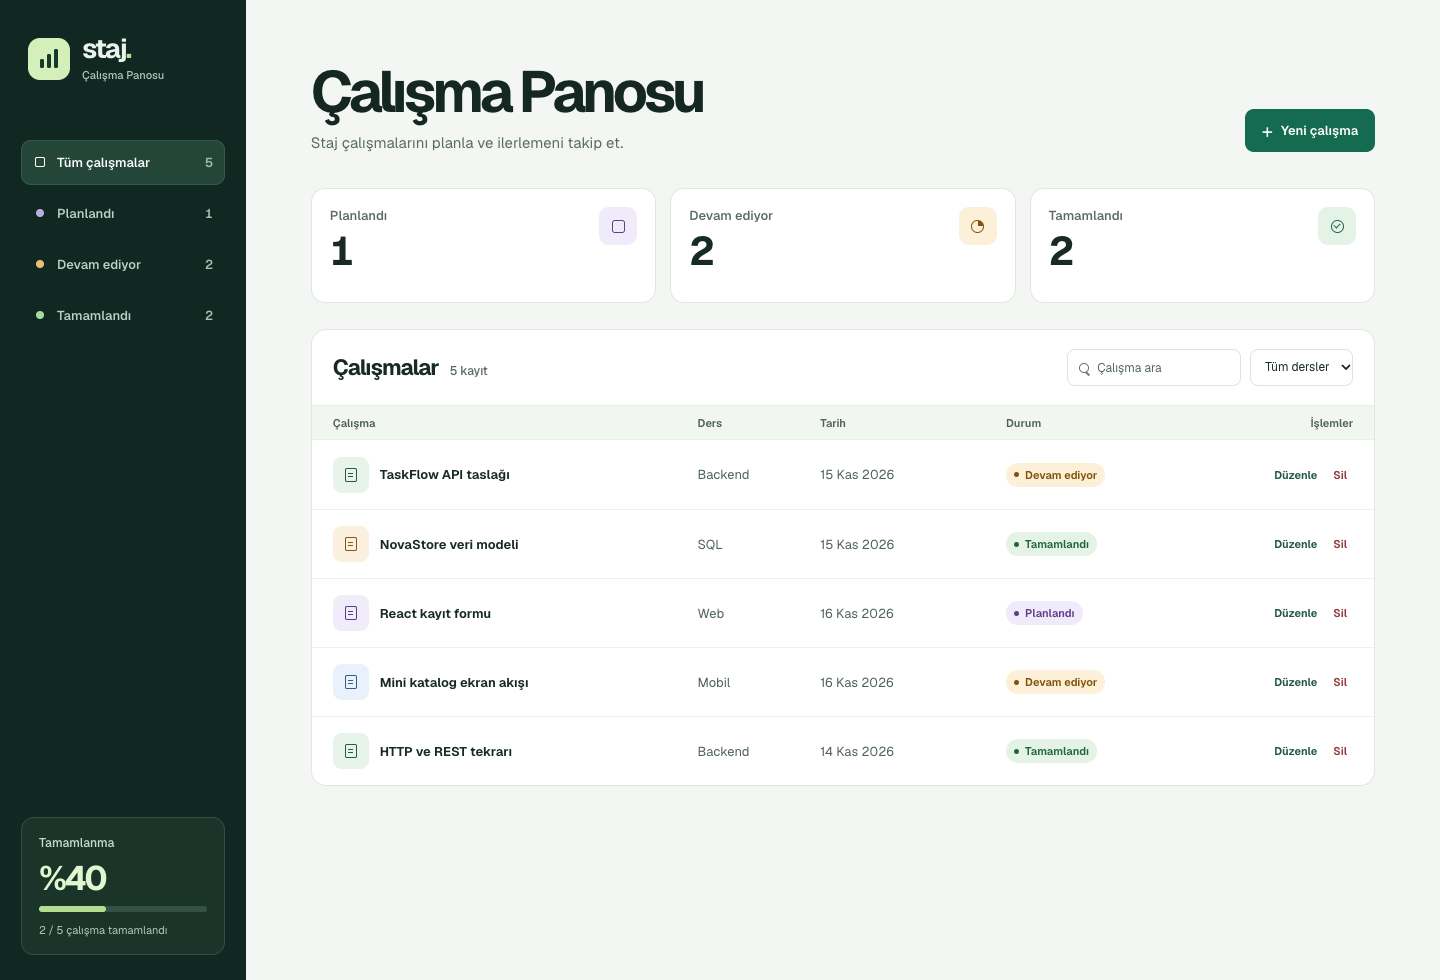 staj.
Çalışma Panosu
Tüm çalışmalar 5
Planlandı 1
Devam ediyor 2
Tamamlandı 2
Tamamlanma
%40
2 / 5 çalışma tamamlandı
Çalışma Panosu
Staj çalışmalarını planla ve ilerlemeni takip et.
+ Yeni çalışma
Planlandı
1
Devam ediyor
2
Tamamlandı
2
Çalışmalar 5 kayıt
Çalışma ara
Tüm dersler
Çalışma Ders Tarih Durum İşlemler
TaskFlow API taslağı Backend 15 Kas 2026 Devam ediyor Düzenle Sil
NovaStore veri modeli SQL 15 Kas 2026 Tamamlandı Düzenle Sil
React kayıt formu Web 16 Kas 2026 Planlandı Düzenle Sil
Mini katalog ekran akışı Mobil 16 Kas 2026 Devam ediyor Düzenle Sil
HTTP ve REST tekrarı Backend 14 Kas 2026 Tamamlandı Düzenle Sil